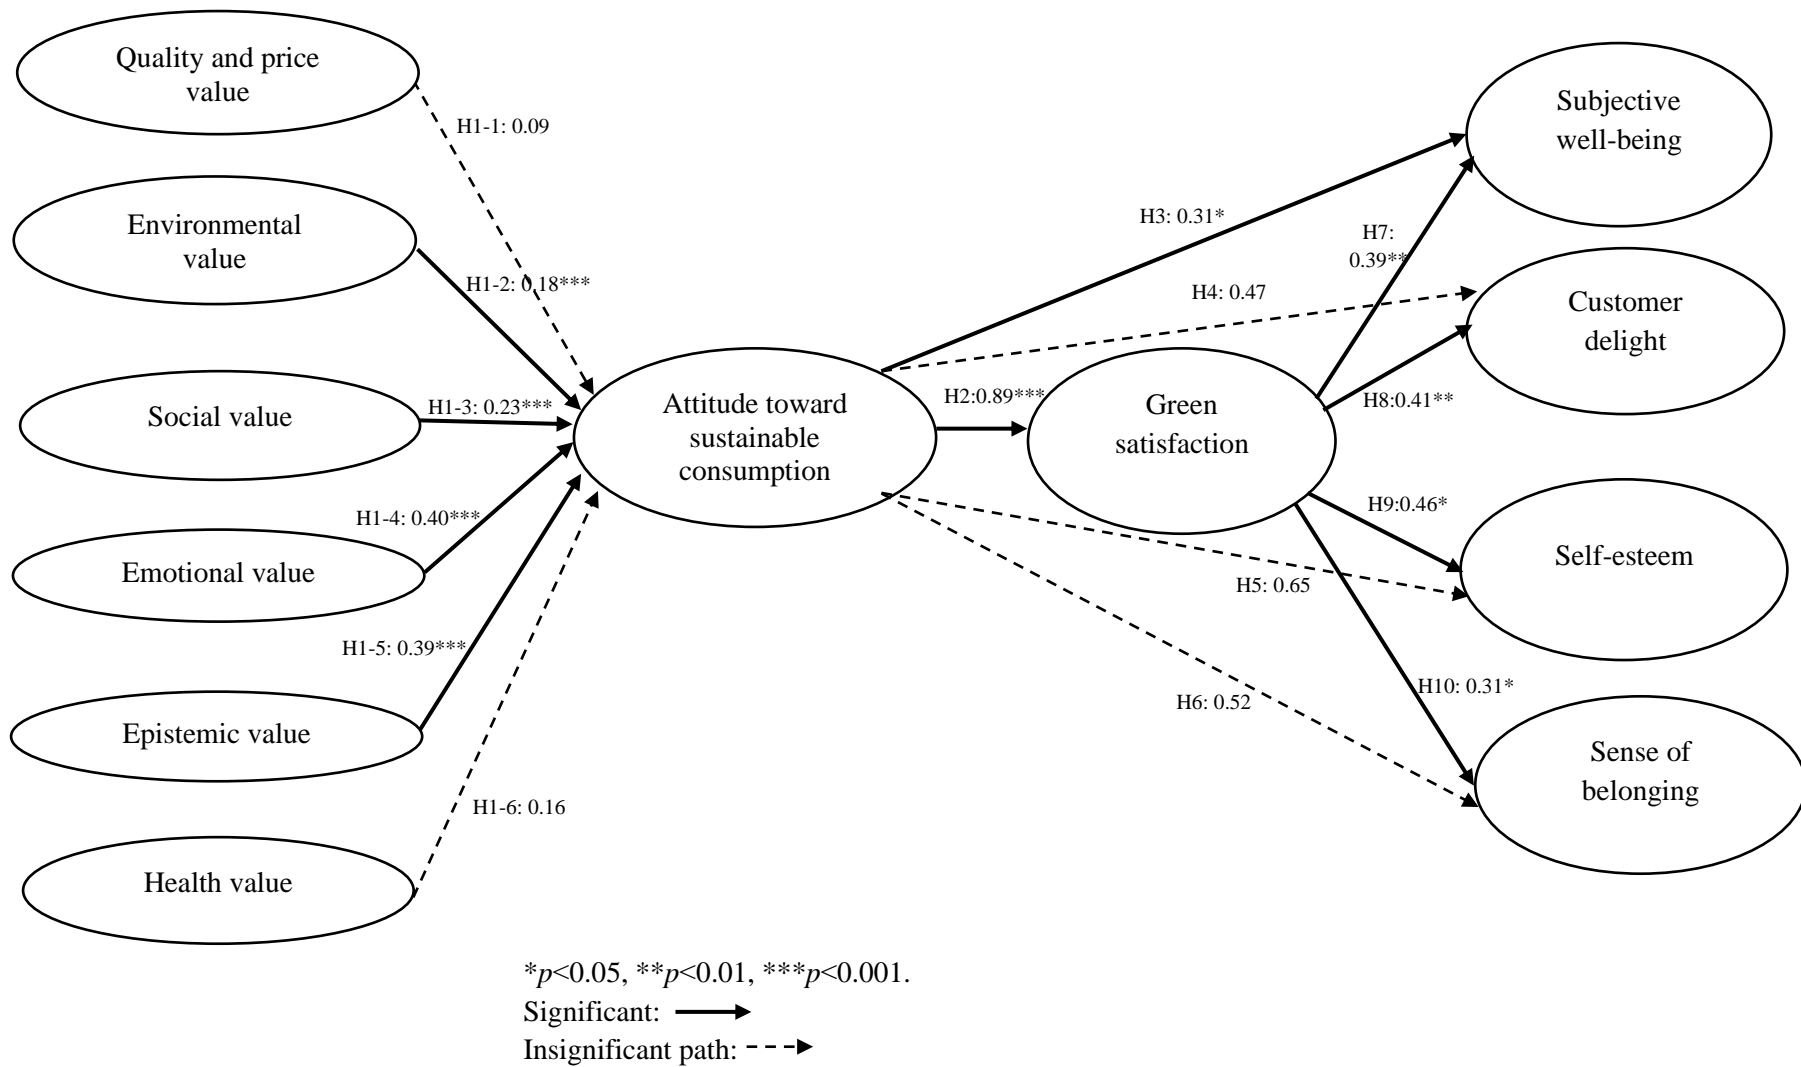 Quality and price
value
H1-1: 0.09
Environmental
value
H1-2: 0.18***
Social value
H1-3: 0.23***
Emotional value
H1-4: 0.40***
Epistemic value
H1-5: 0.39***
Health value
H1-6: 0.16
Attitude toward
sustainable
consumption
H2:0.89***
Green
satisfaction
H3: 0.31*
H4: 0.47
H5: 0.65
H6: 0.52
H7:
0.39**
H8:0.41**
H9:0.46*
H10: 0.31*
Subjective
well-being
Customer
delight
Self-esteem
Sense of
belonging
*p<0.05, **p<0.01, ***p<0.001.
Significant:
Insignificant path: